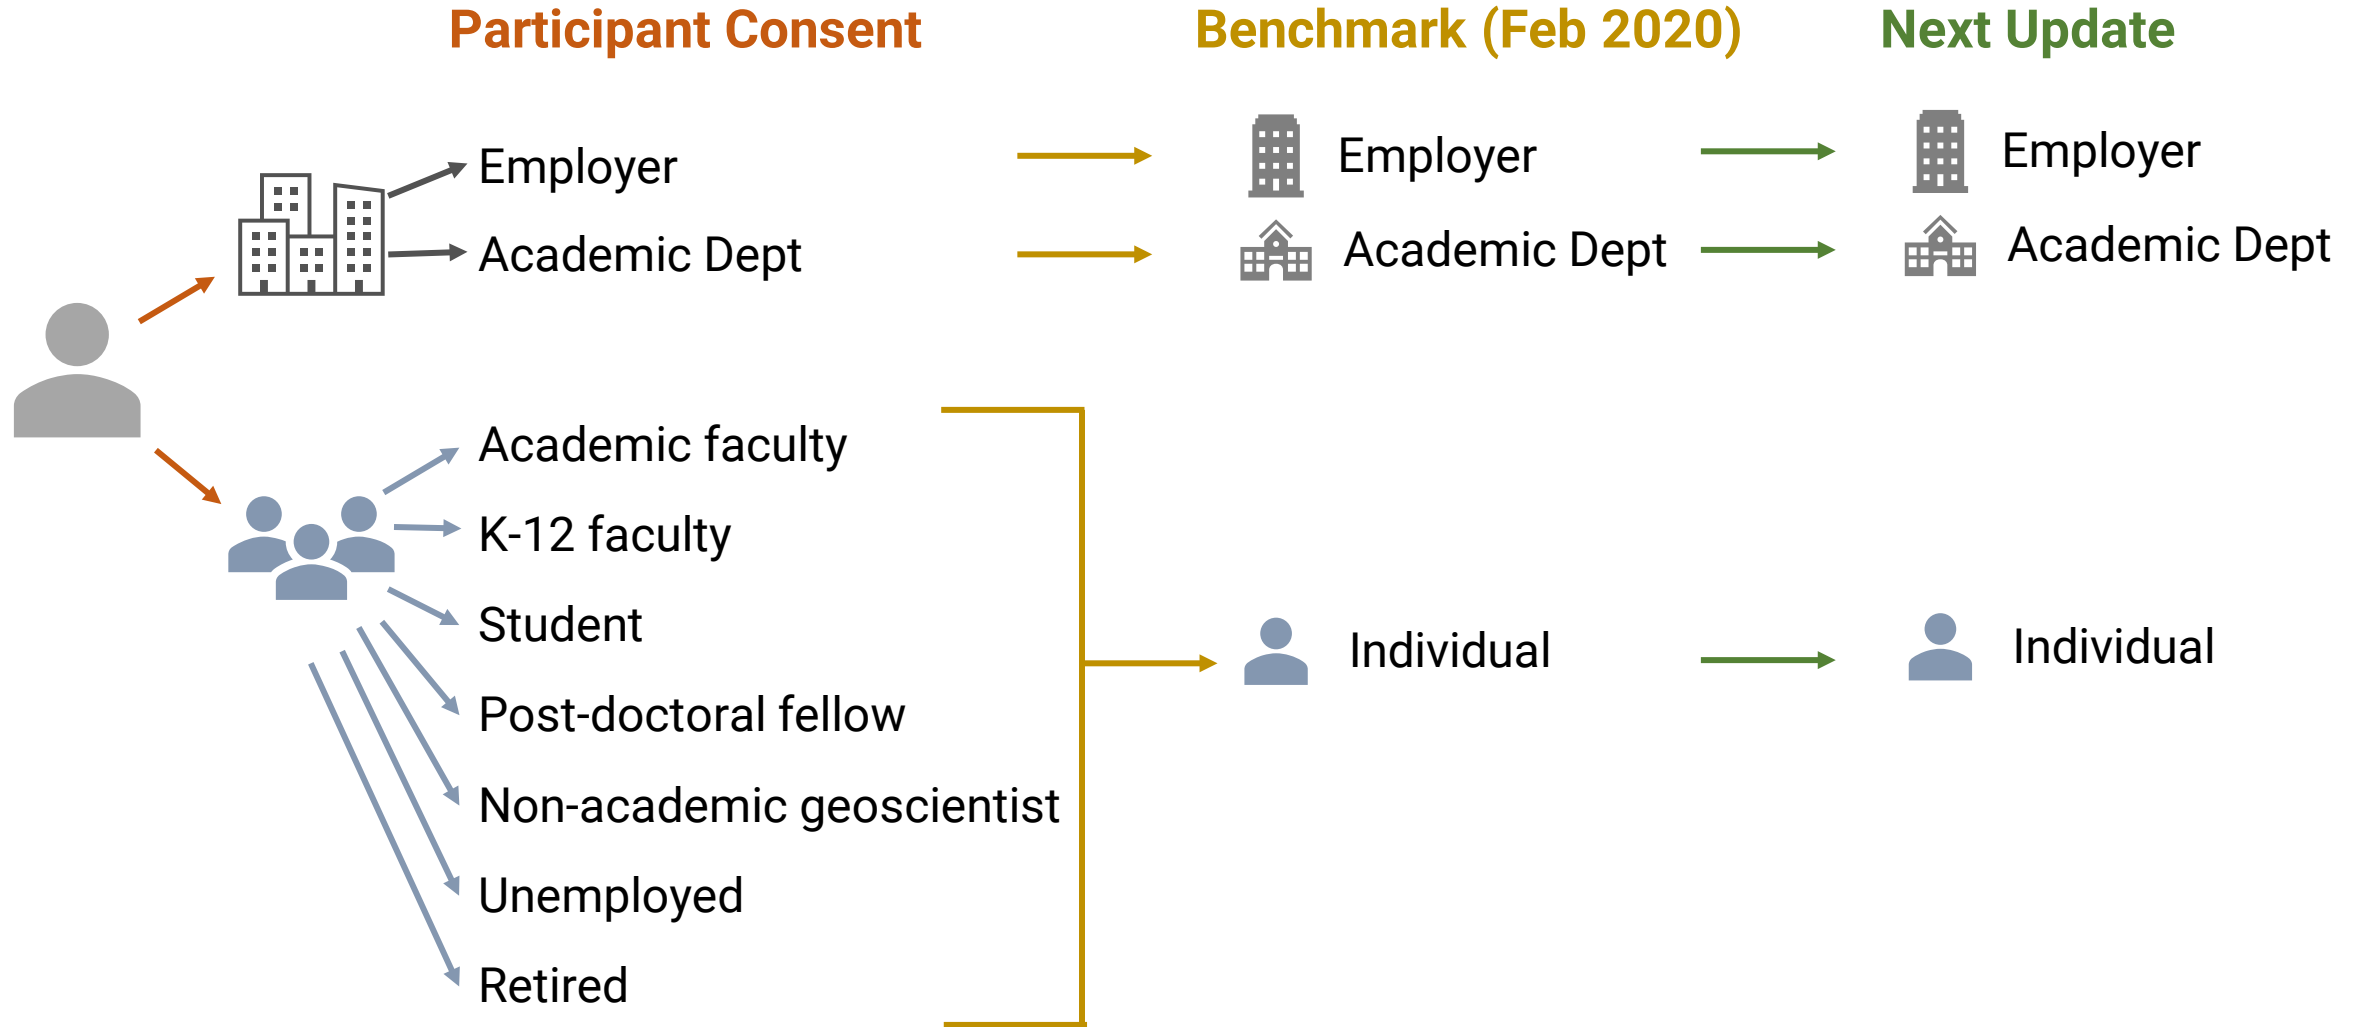 Participant Consent
Benchmark (Feb 2020)
Next Update
Employer
Employer
Employer
Academic Dept
Academic Dept
Academic Dept
Academic faculty
K-12 faculty
Student
Individual
Individual
Post-doctoral fellow
Non-academic geoscientist
Unemployed
Retired